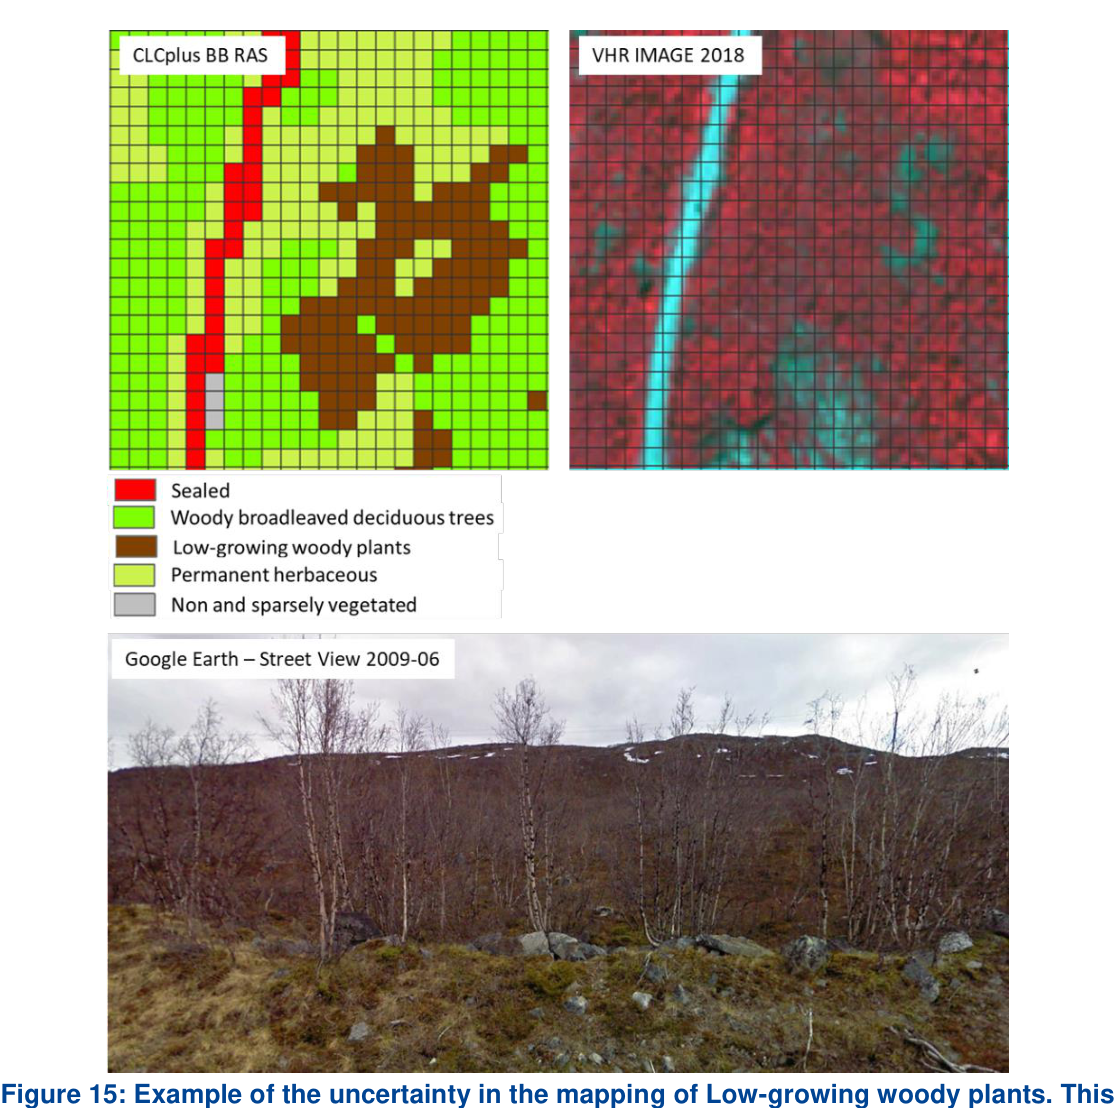 CLCplus BB RAS
VHR IMAGE 2018
Sealed
Woody broadleaved deciduous trees
Low-growing woody plants
Permanent herbaceous
Non and sparsely vegetated
Google Earth – Street View 2009-06
Figure 15: Example of the uncertainty in the mapping of Low-growing woody plants. This